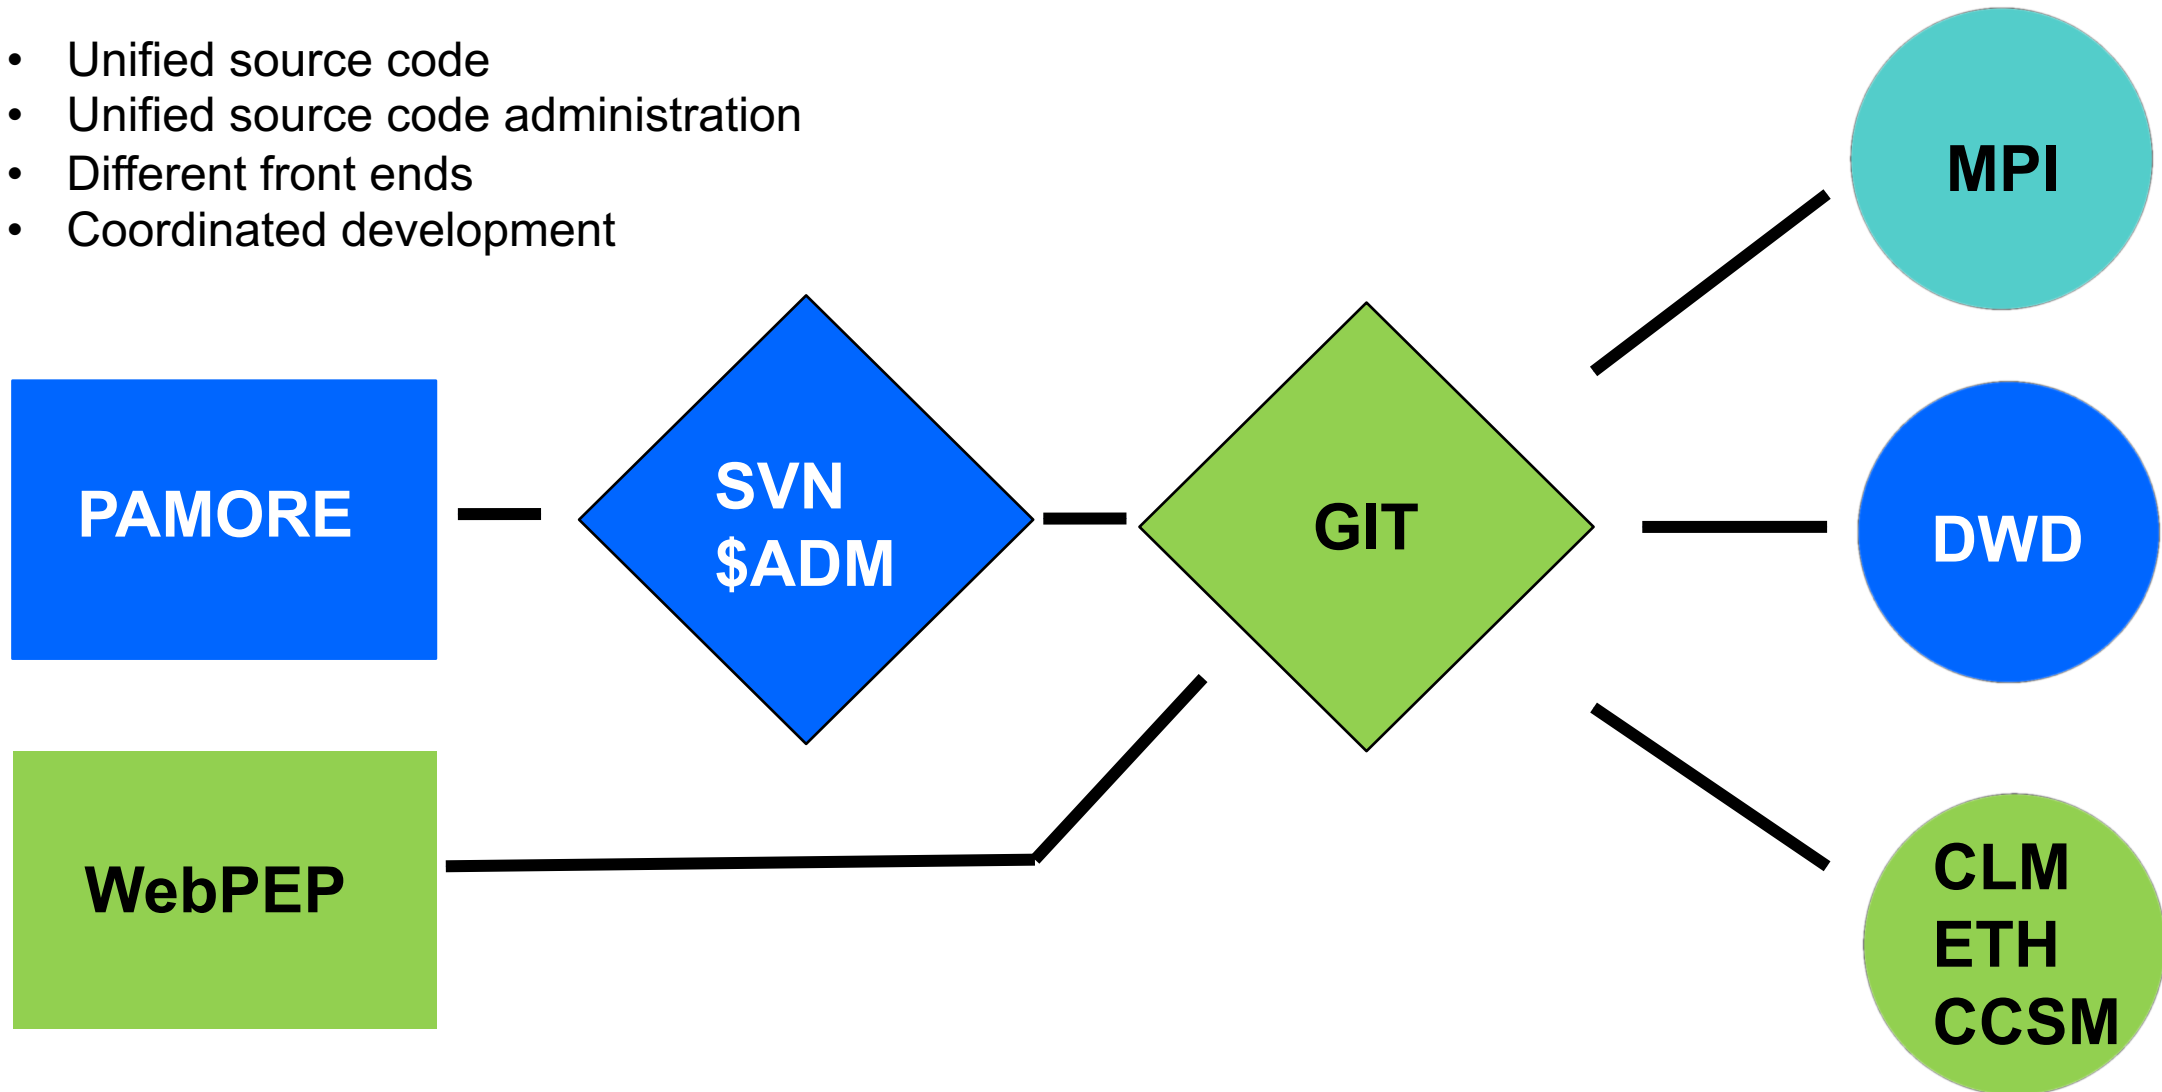 • Unified source code
• Unified source code administration
• Different front ends
• Coordinated development
MPI
PAMORE
SVN
$ADM
GIT
DWD
WebPEP
CLM
ETH
CCSM